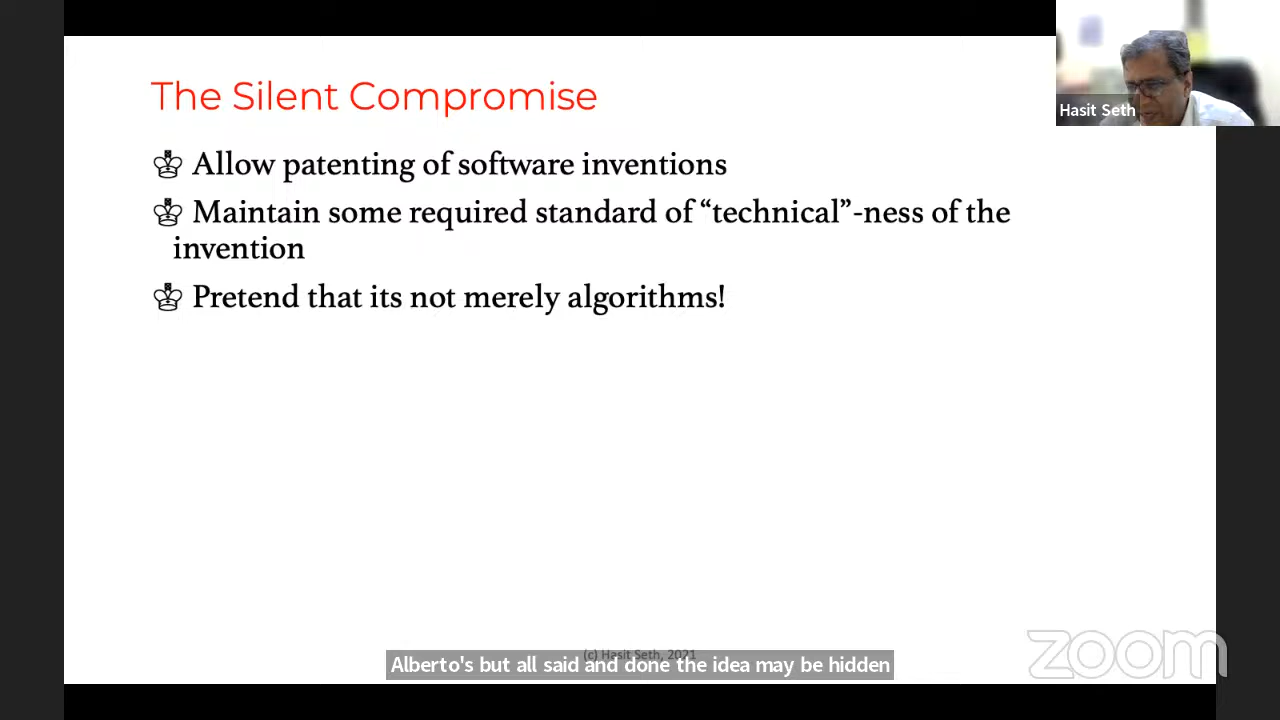 The Silent Compromise
Hasit Seth
Allow patenting of software inventions
Maintain some required standard of “technical”-ness of the
invention
Pretend that its not merely algorithms!
(c) Hasit Seth, 2021
Alberto's but all said and done the idea may be hidden
zoom